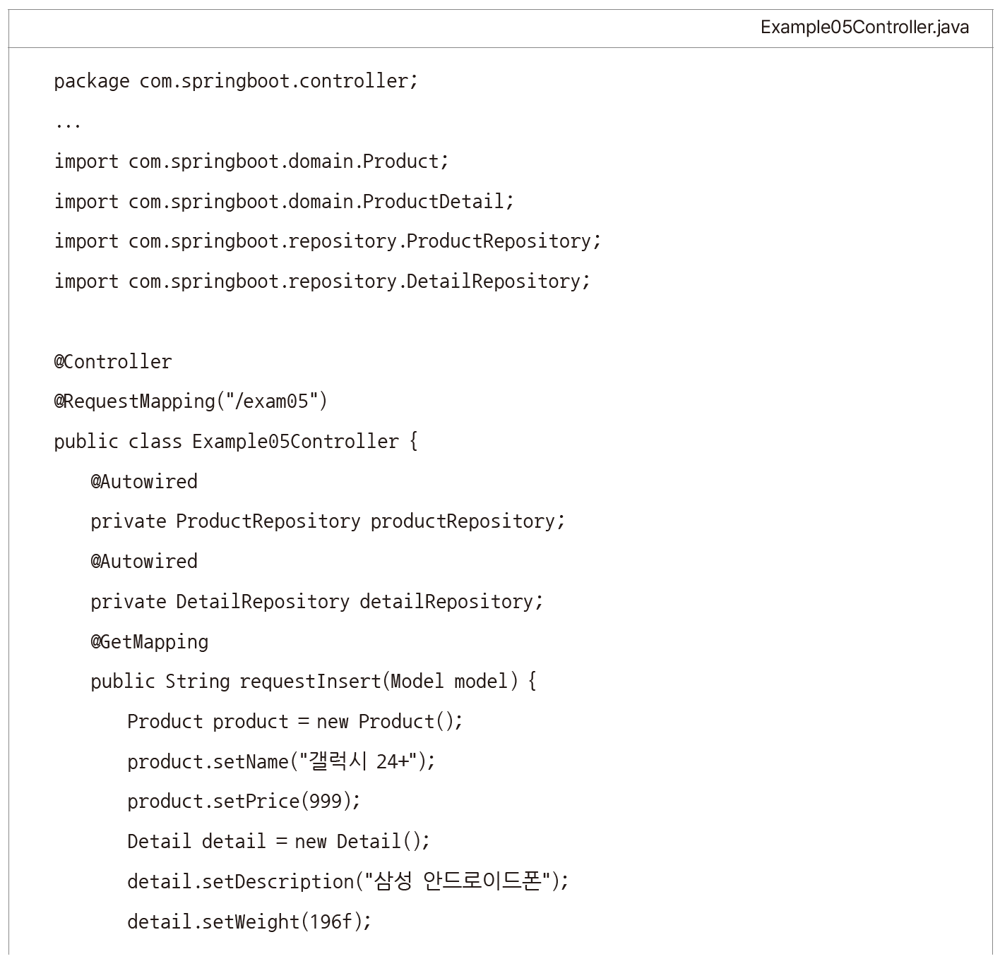 Example05Controller.java
package com.springboot.controller;
...
import com.springboot.domain.Product;
import com.springboot.domain.ProductDetail;
import com.springboot.repository.ProductRepository;
import com.springboot.repository.DetailRepository;
@Controller
@RequestMapping("/exam05")
public class Example05Controller {
@Autowired
private ProductRepository productRepository;
@Autowired
private DetailRepository detailRepository;
@GetMapping
public String requestInsert(Model model) {
Product product = new Product();
product.setName("갤럭시 24+");
product.setPrice(999);
Detail detail = new Detail();
detail.setDescription("삼성 안드로이드폰");
detail.setWeight(196f);